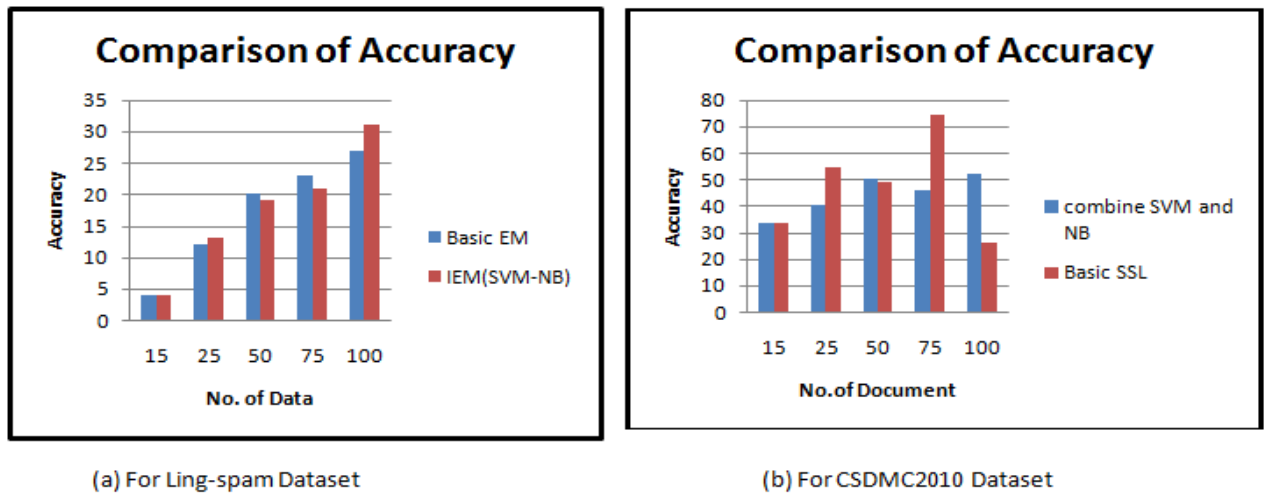 Comparison of Accuracy
35
30
25
20
15
10
5
0
Accuracy
15 25 50 75 100
No. of Data
Basic EM
IEM(SVM-NB)
(a) For Ling-spam Dataset
Comparison of Accuracy
80
70
60
50
40
30
20
10
0
Accuracy
15 25 50 75 100
No.of Document
combine SVM and
NB
Basic SSL
(b) For CSDMC2010 Dataset